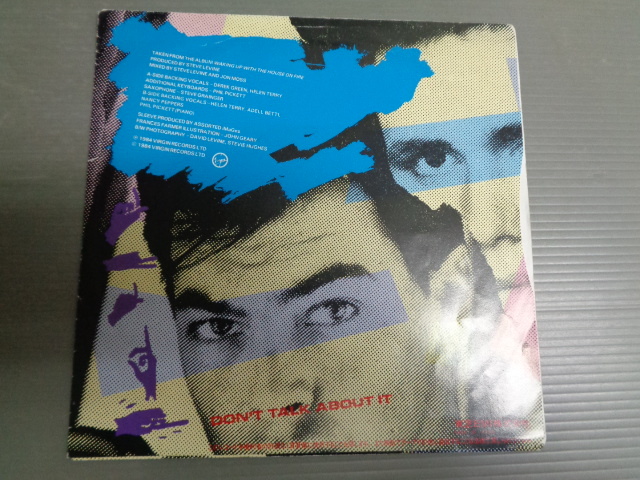 TAKEN FROM THE ALBUM WAKING UP WITH THE HOUSE ON FIRE
PRODUCED BY STEVE LEVINE
MIXED BY STEVE LEVINE AND JON MOSS
A-SIDE BACKING VOCALS - DEREK GREEN, HELEN TERRY
ADDITIONAL KEYBOARDS - PHIL PICKETT
SAXOPHONE - STEVE GRAINGER
B-SIDE BACKING VOCALS - HELEN TERRY, ADELL BETTI,
NANCY PEPPERS
PHIL PICKETT (PIANO)
SLEEVE PRODUCED BY ASSORTED iMaGes
FRANCES FARMER ILLUSTRATION - JOHN GEARY
B/W PHOTOGRAPHY - DAVID LEVINE, STEVIE HUGHES
℗ 1984 VIRGIN RECORDS LTD
© 1984 VIRGIN RECORDS LTD
Virgin
DON'T TALK ABOUT IT